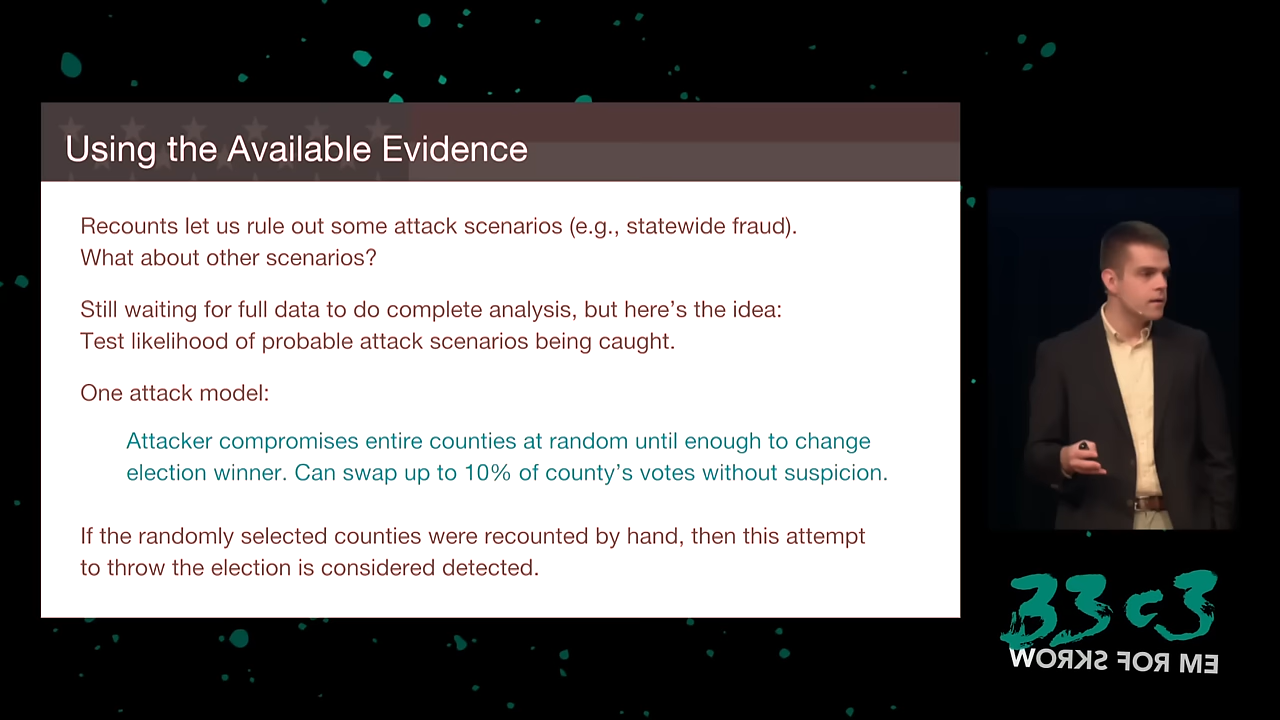 Using the Available Evidence
Recounts let us rule out some attack scenarios (e.g., statewide fraud).
What about other scenarios?
Still waiting for full data to do complete analysis, but here’s the idea:
Test likelihood of probable attack scenarios being caught.
One attack model:
Attacker compromises entire counties at random until enough to change
election winner. Can swap up to 10% of county’s votes without suspicion.
If the randomly selected counties were recounted by hand, then this attempt
to throw the election is considered detected.
33c3
WORKS FOR ME